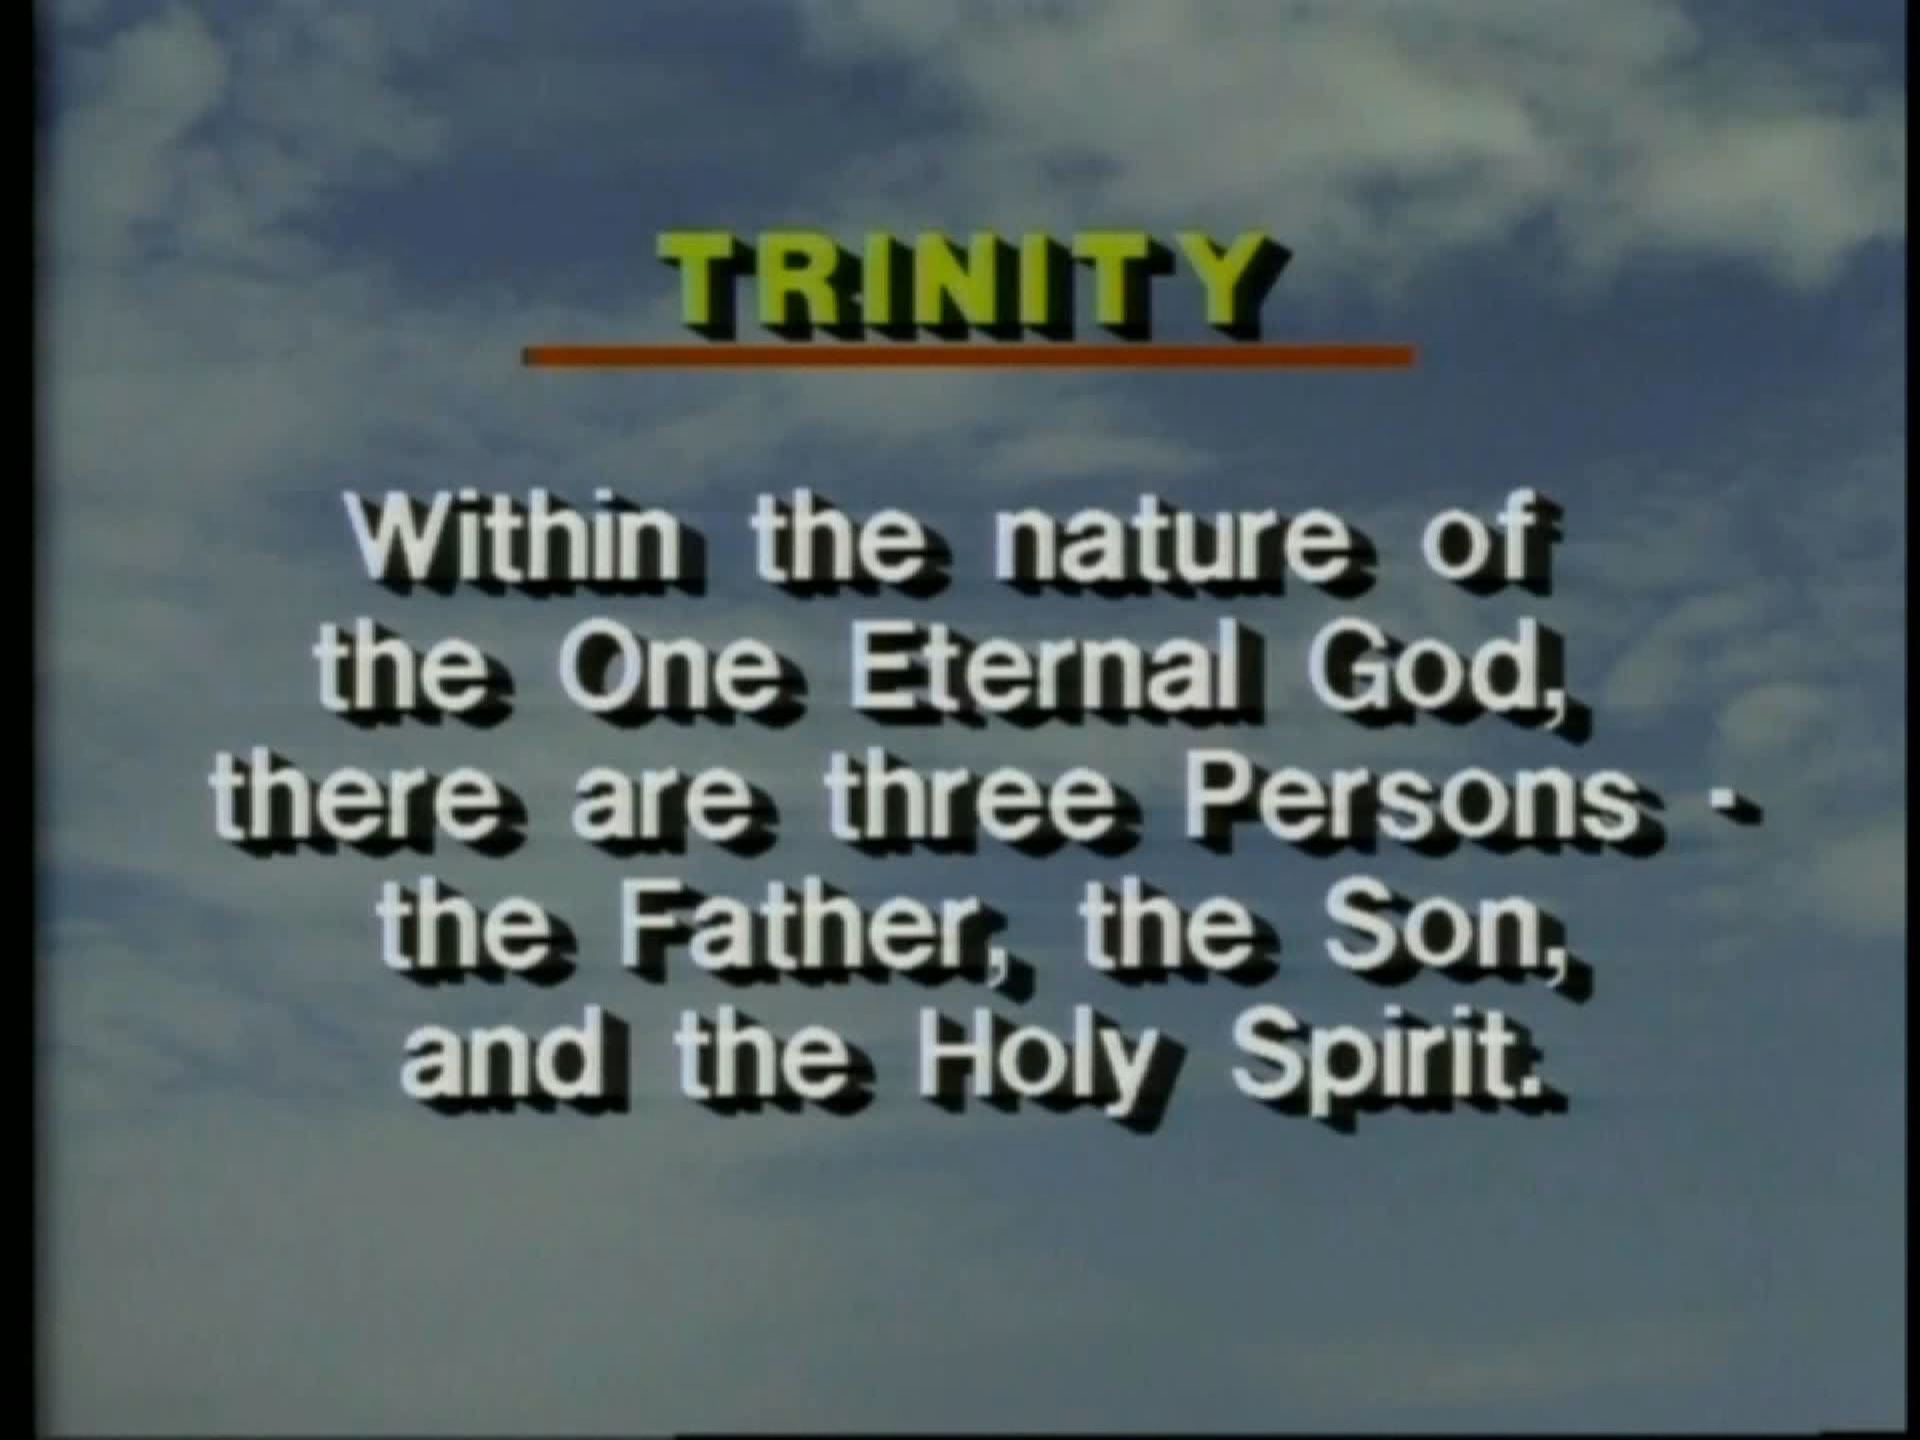 TRINITY
Within the nature of
the One Eternal God,
there are three Persons -
the Father, the Son,
and the Holy Spirit.